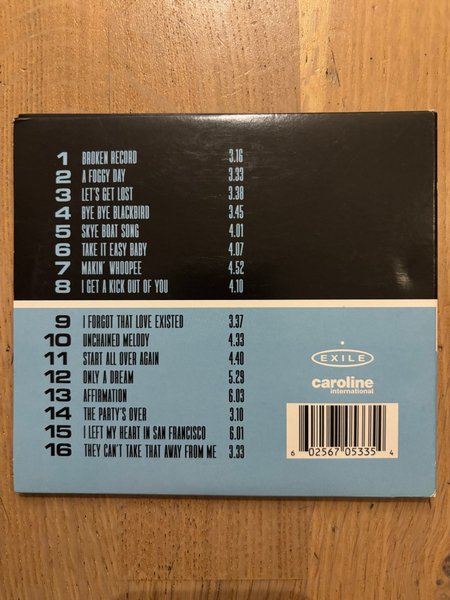 1 BROKEN RECORD 3.16
2 A FOGGY DAY 3.33
3 LET'S GET LOST 3.38
4 BYE BYE BLACKBIRD 3.45
5 SKYE BOAT SONG 4.01
6 TAKE IT EASY BABY 4.07
7 MAKIN' WHOOPEE 4.52
8 I GET A KICK OUT OF YOU 4.10
9 I FORGOT THAT LOVE EXISTED 3.37
10 UNCHAINED MELODY 4.33
11 START ALL OVER AGAIN 4.40
12 ONLY A DREAM 5.29
13 AFFIRMATION 6.03
14 THE PARTY'S OVER 3.10
15 I LEFT MY HEART IN SAN FRANCISCO 6.01
16 THEY CAN'T TAKE THAT AWAY FROM ME 3.33
EXILE
caroline
international
6 02567 05335 4